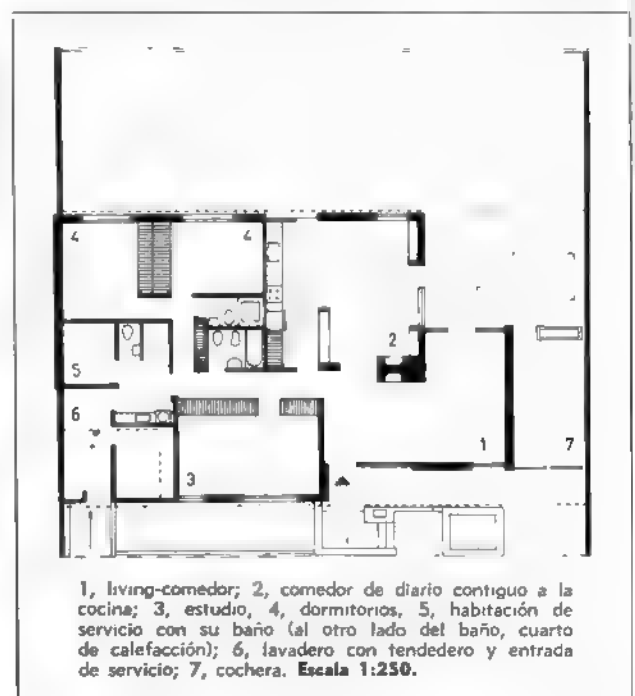 4
4
2
5
6
3
1
7
1, living-comedor; 2, comedor de diario contiguo a la
cocina; 3, estudio, 4, dormitorios, 5, habitación de
servicio con su baño (al otro lado del baño, cuarto
de calefacción); 6, lavadero con tendedero y entrada
de servicio; 7, cochera. Escala 1:250.